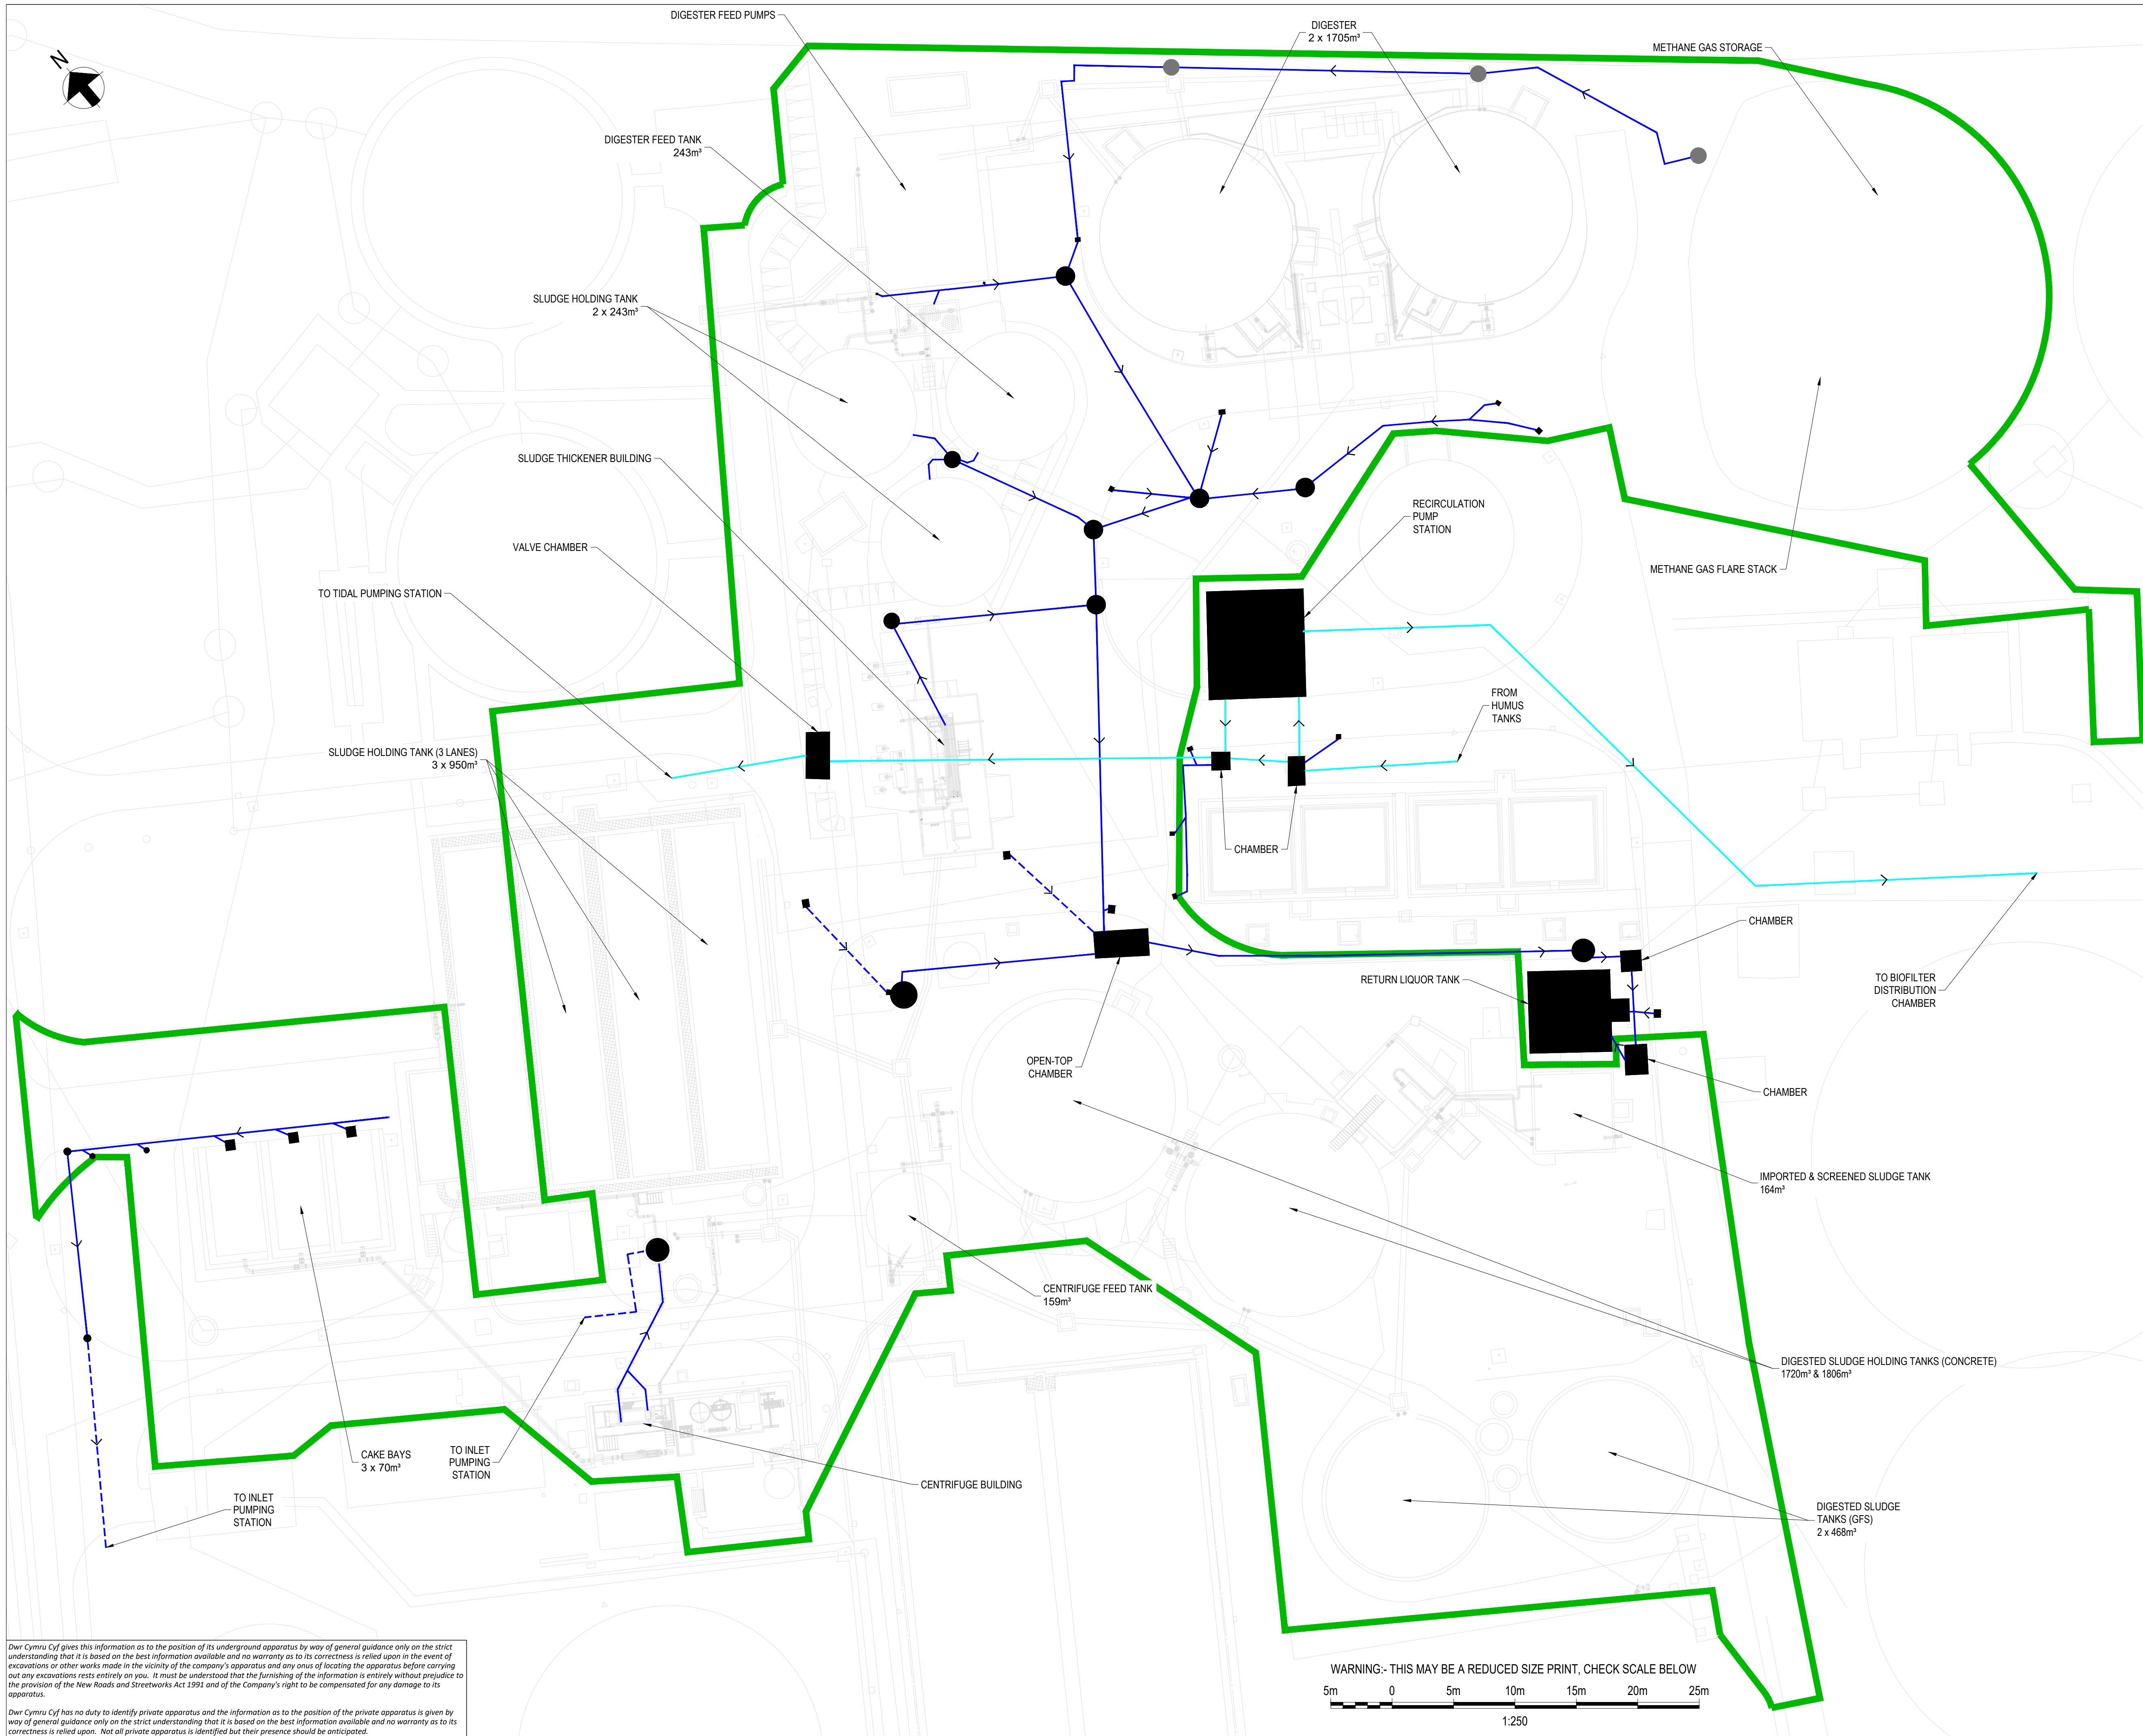 DIGESTER FEED PUMPS
DIGESTER
2 x 1705m³
METHANE GAS STORAGE
N
DIGESTER FEED TANK
243m³
SLUDGE HOLDING TANK
2 x 243m³
SLUDGE THICKENER BUILDING
RECIRCULATION
PUMP
STATION
VALVE CHAMBER
METHANE GAS FLARE STACK
TO TIDAL PUMPING STATION
FROM
HUMUS
TANKS
SLUDGE HOLDING TANK (3 LANES)
3 x 950m³
CHAMBER
CHAMBER
RETURN LIQUOR TANK
TO BIOFILTER
DISTRIBUTION
CHAMBER
OPEN-TOP
CHAMBER
CHAMBER
IMPORTED & SCREENED SLUDGE TANK
164m³
CENTRIFUGE FEED TANK
159m³
DIGESTED SLUDGE HOLDING TANKS (CONCRETE)
1720m³ & 1806m³
CAKE BAYS
3 x 70m³
TO INLET
PUMPING
STATION
CENTRIFUGE BUILDING
TO INLET
PUMPING
STATION
DIGESTED SLUDGE
TANKS (GFS)
2 x 468m³
Dwr Cymru Cyf gives this information as to the position of its underground apparatus by way of general guidance only on the strict
understanding that it is based on the best information available and no warranty as to its correctness is relied upon in the event of
excavations or other works made in the vicinity of the company's apparatus and any onus of locating the apparatus before carrying
out any excavations rests entirely on you. It must be understood that the furnishing of the information is entirely without prejudice to
the provision of the New Roads and Streetworks Act 1991 and of the Company's right to be compensated for any damage to its
apparatus.
Dwr Cymru Cyf has no duty to identify private apparatus and the information as to the position of the private apparatus is given by
way of general guidance only on the strict understanding that it is based on the best information available and no warranty as to its
correctness is relied upon. Not all private apparatus is identified but their presence should be anticipated.
WARNING:- THIS MAY BE A REDUCED SIZE PRINT, CHECK SCALE BELOW
5m 0 5m 10m 15m 20m 25m
1:250